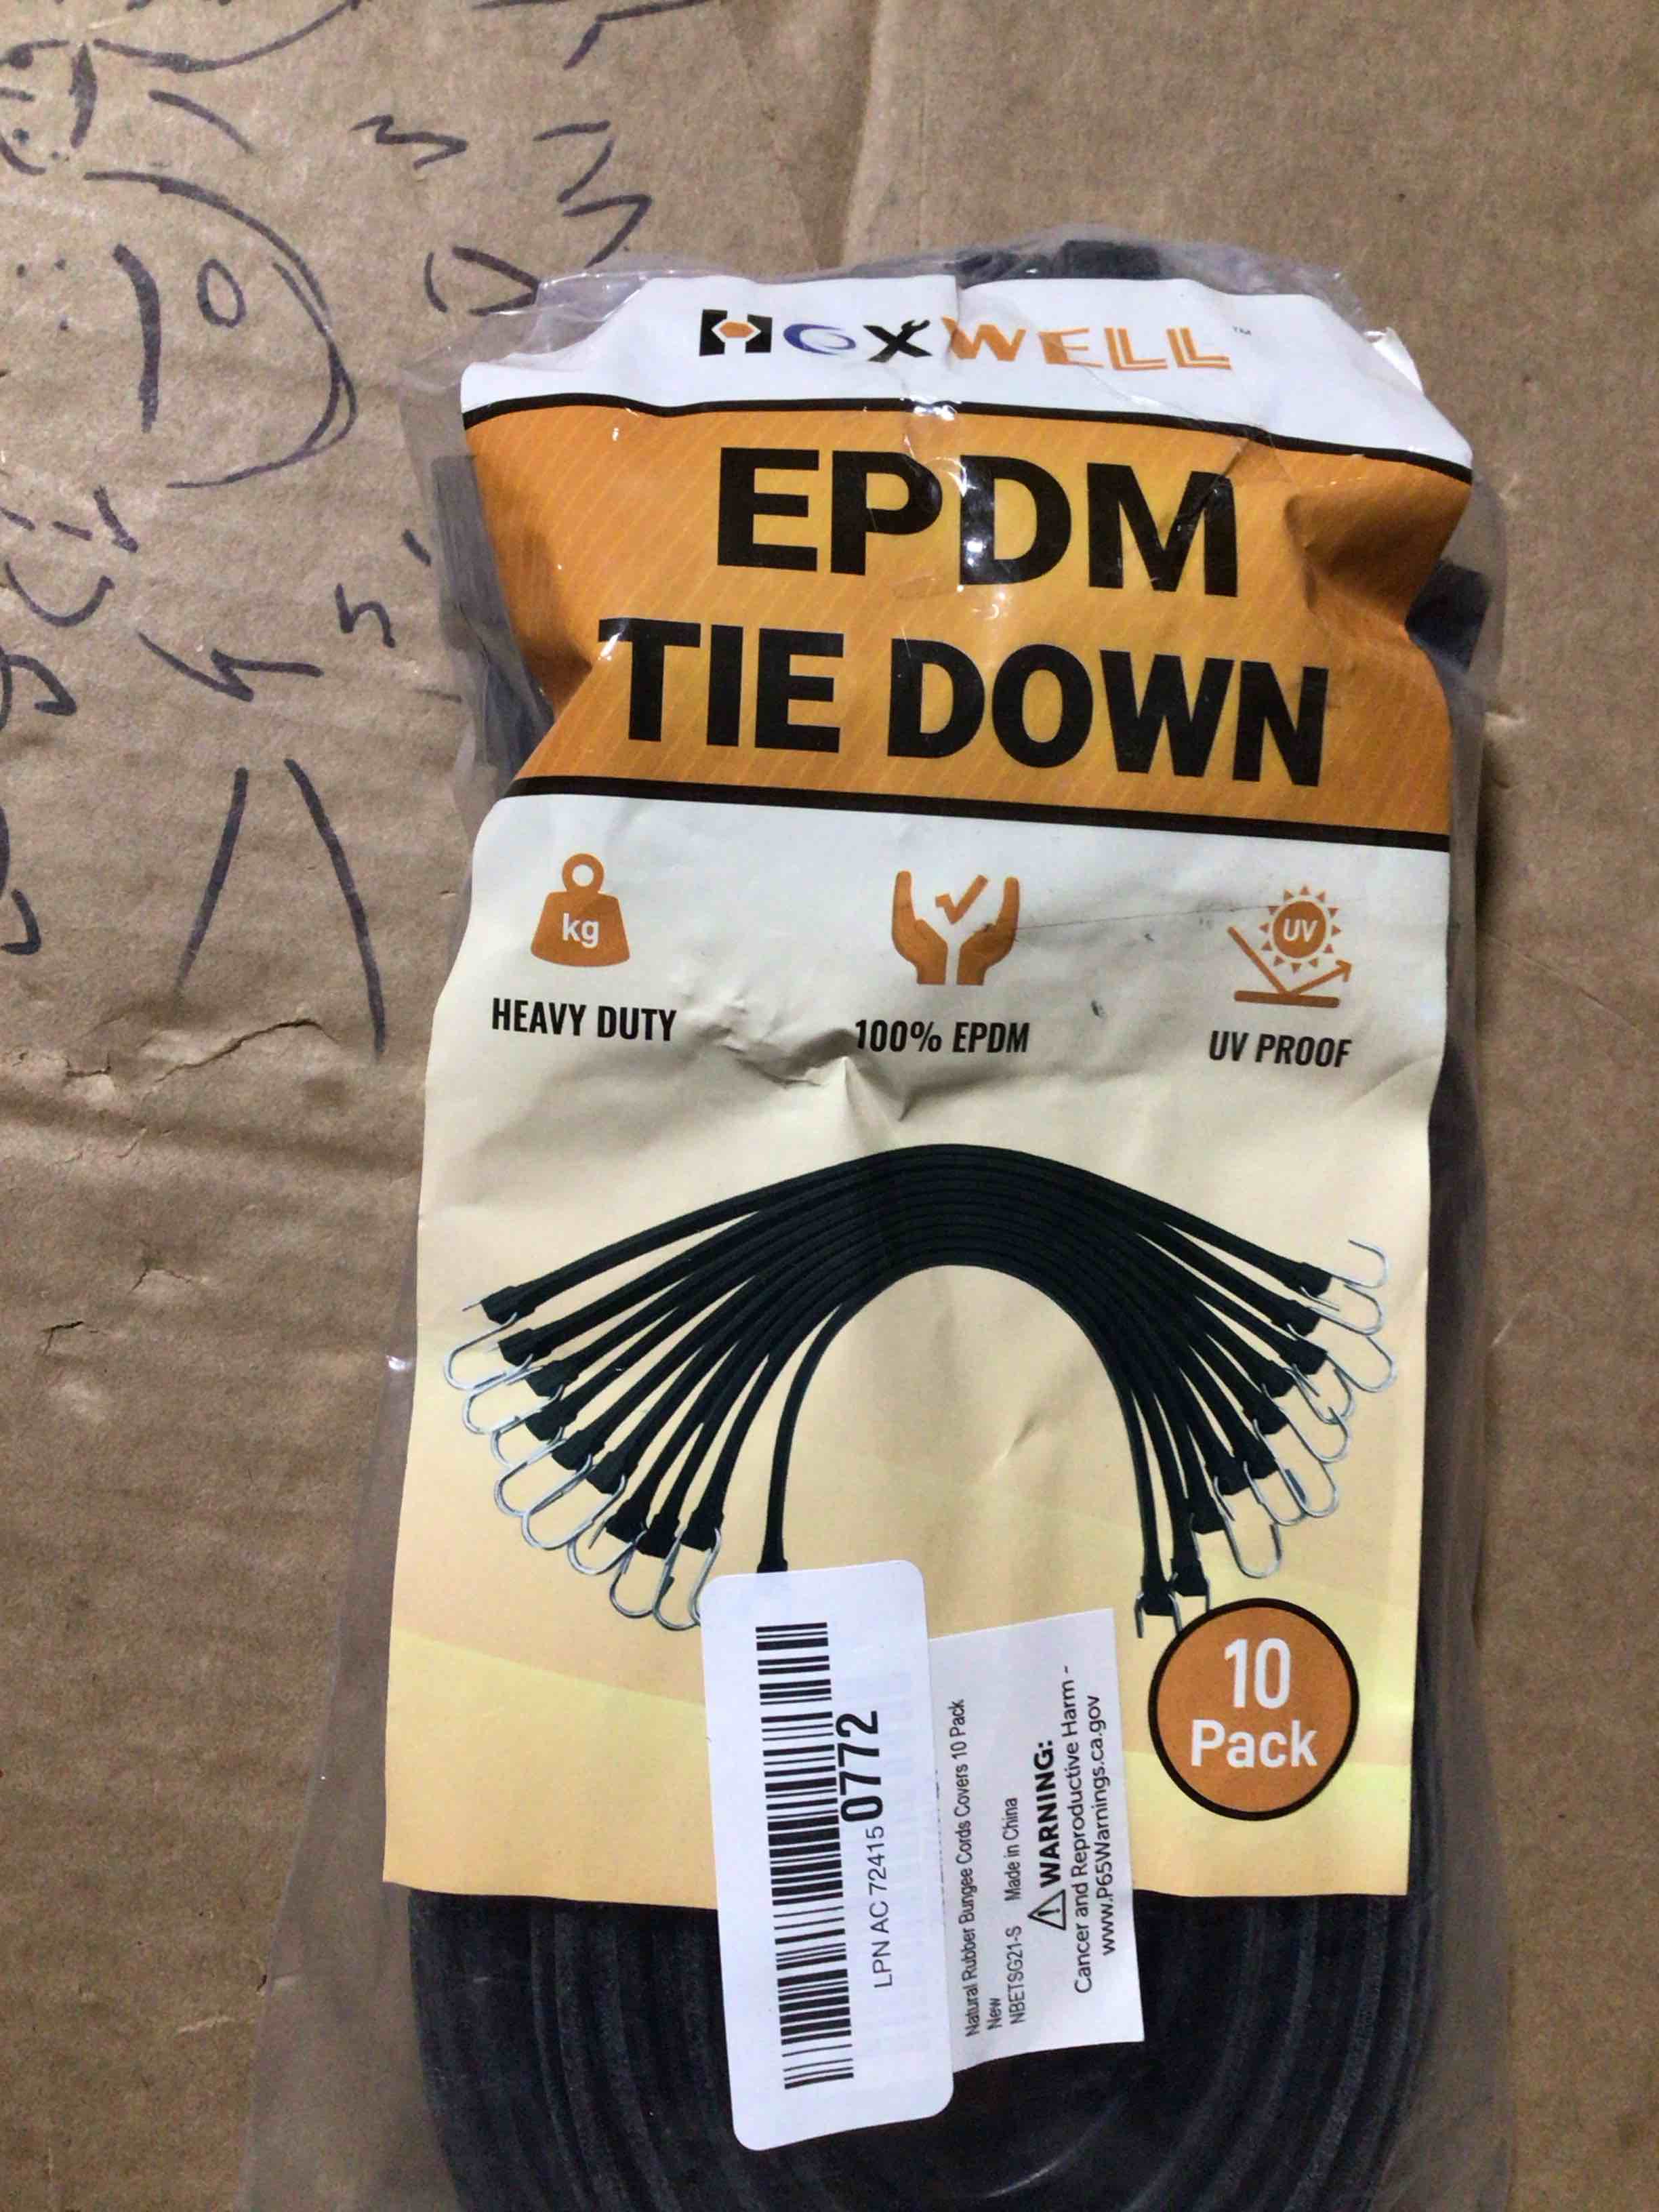 HOXWELL™
EPDM
TIE DOWN
kg
UV
HEAVY DUTY
100% EPDM
UV PROOF
10
Pack
LPN AC 72415 0772
Natural Rubber Bungee Cords Covers 10 Pack
New
NBETSG21-S Made in China
⚠ WARNING:
Cancer and Reproductive Harm -
www.P65Warnings.ca.gov